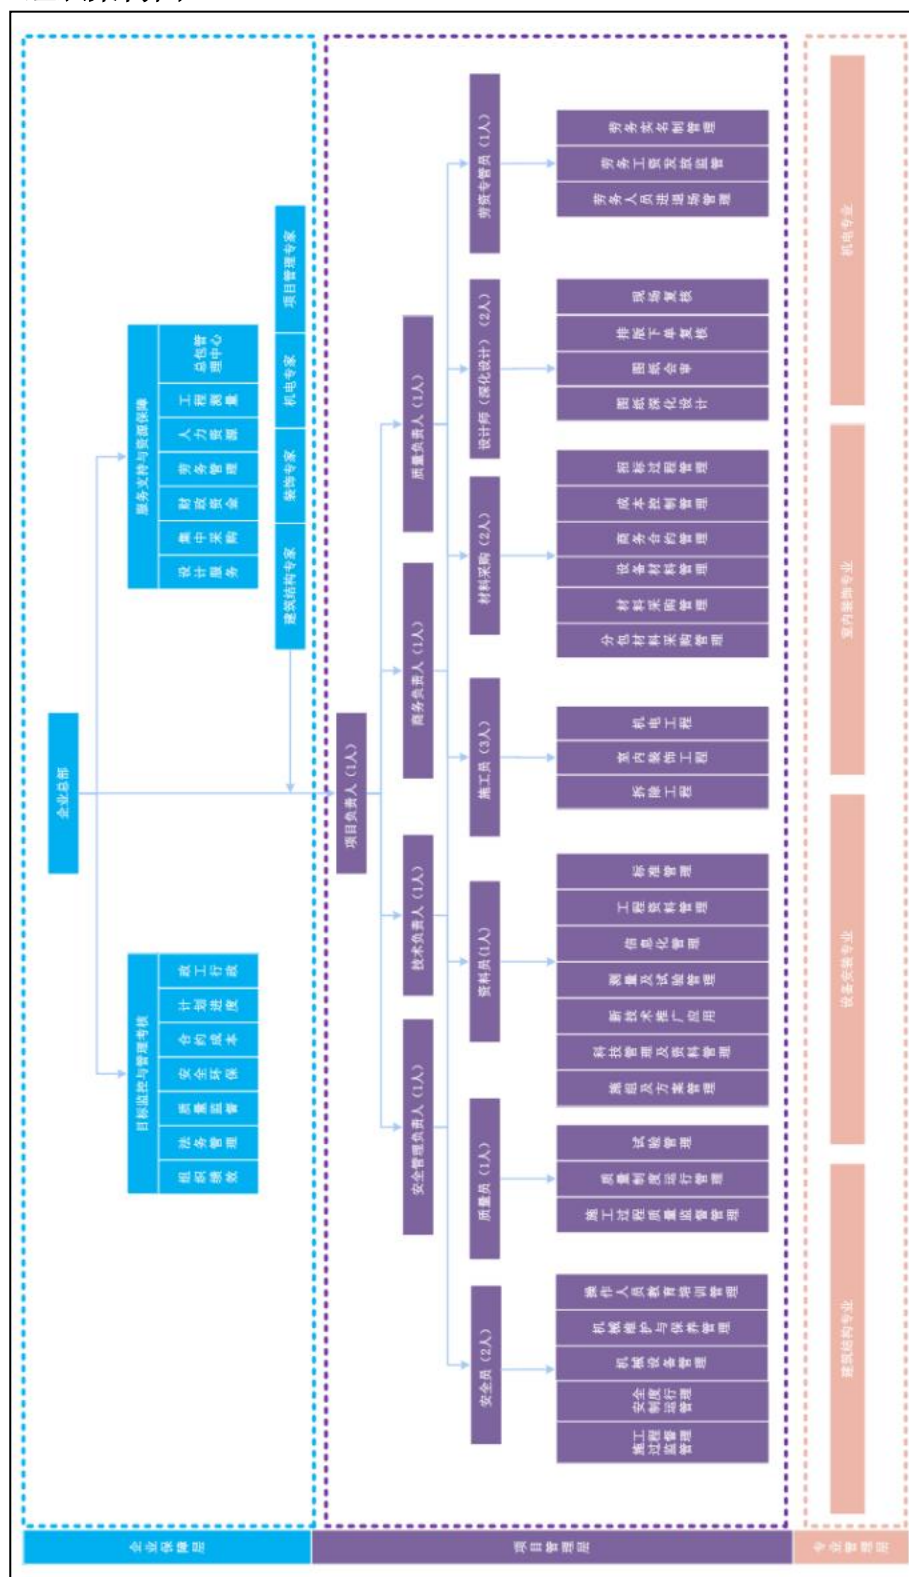 企业保障层
企业总部
目标监控与管理考核
组织绩效
法务管理
质量监督
安全环保
合约成本
计划进度
政工行政
服务支持与资源保障
设计服务
集中采购
财政资金
劳务管理
人力资源
工程测量
总包管理中心
建筑结构专家
装饰专家
机电专家
项目管理专家
项目管理层
项目负责人（1人）
安全管理负责人（1人）
技术负责人（1人）
商务负责人（1人）
质量负责人（1人）
安全员（2人）
质量员（1人）
资料员（1人）
施工员（3人）
材料采购（2人）
设计师（深化设计）（2人）
劳资专管员（1人）
施工过程监督管理
安全制度运行管理
机械设备管理
机械维护与保养管理
操作人员教育培训管理
施工过程质量监督管理
质量制度运行管理
试验管理
施组及方案管理
科技管理及资料管理
新技术推广应用
测量及试验管理
信息化管理
工程资料管理
标准管理
拆除工程
室内装饰工程
机电工程
分包材料采购管理
材料采购管理
设备材料管理
商务合约管理
成本控制管理
招标过程管理
图纸深化设计
图纸会审
排版下单复核
现场复核
劳务人员进退场管理
劳务工资发放监管
劳务实名制管理
专业管理层
建筑结构专业
设备安装专业
室内装饰专业
机电专业